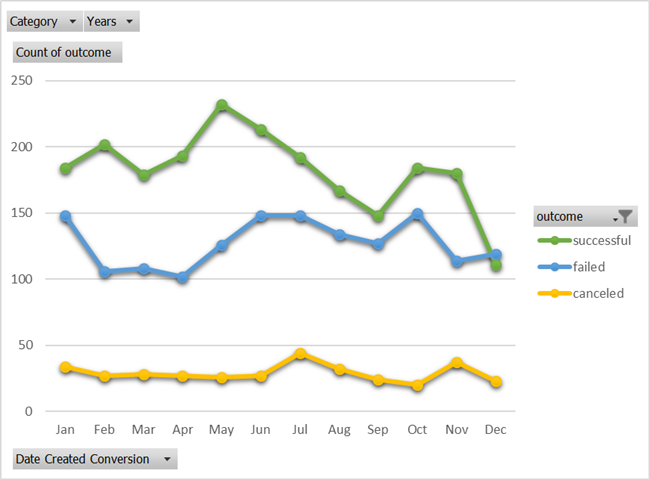 Category Years
Count of outcome
250
200
150
100
50
0
Jan Feb Mar Apr May Jun Jul Aug Sep Oct Nov Dec
outcome
successful
failed
canceled
Date Created Conversion